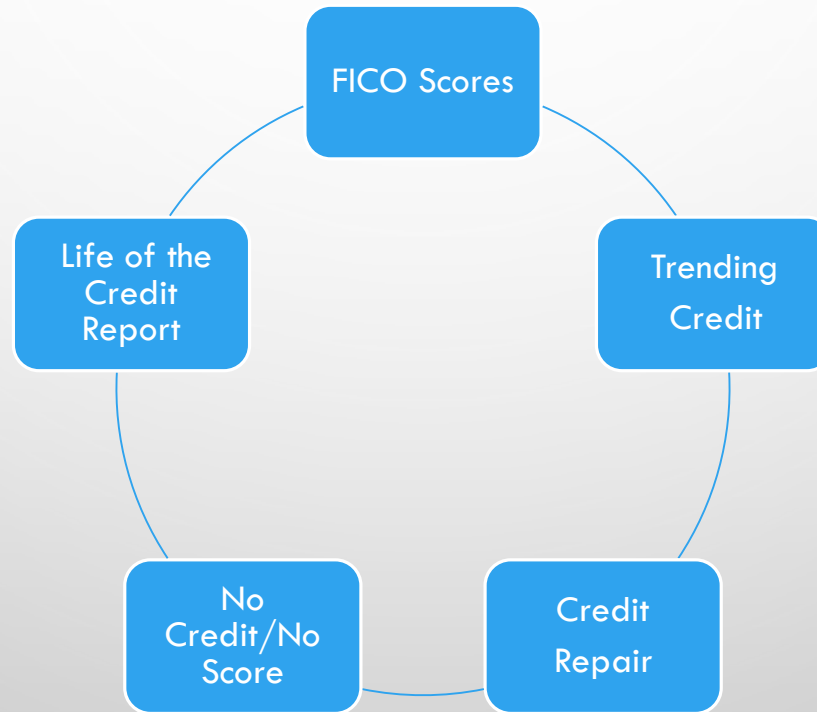 FICO Scores
Trending
Credit
Credit
Repair
No
Credit/No
Score
Life of the
Credit
Report